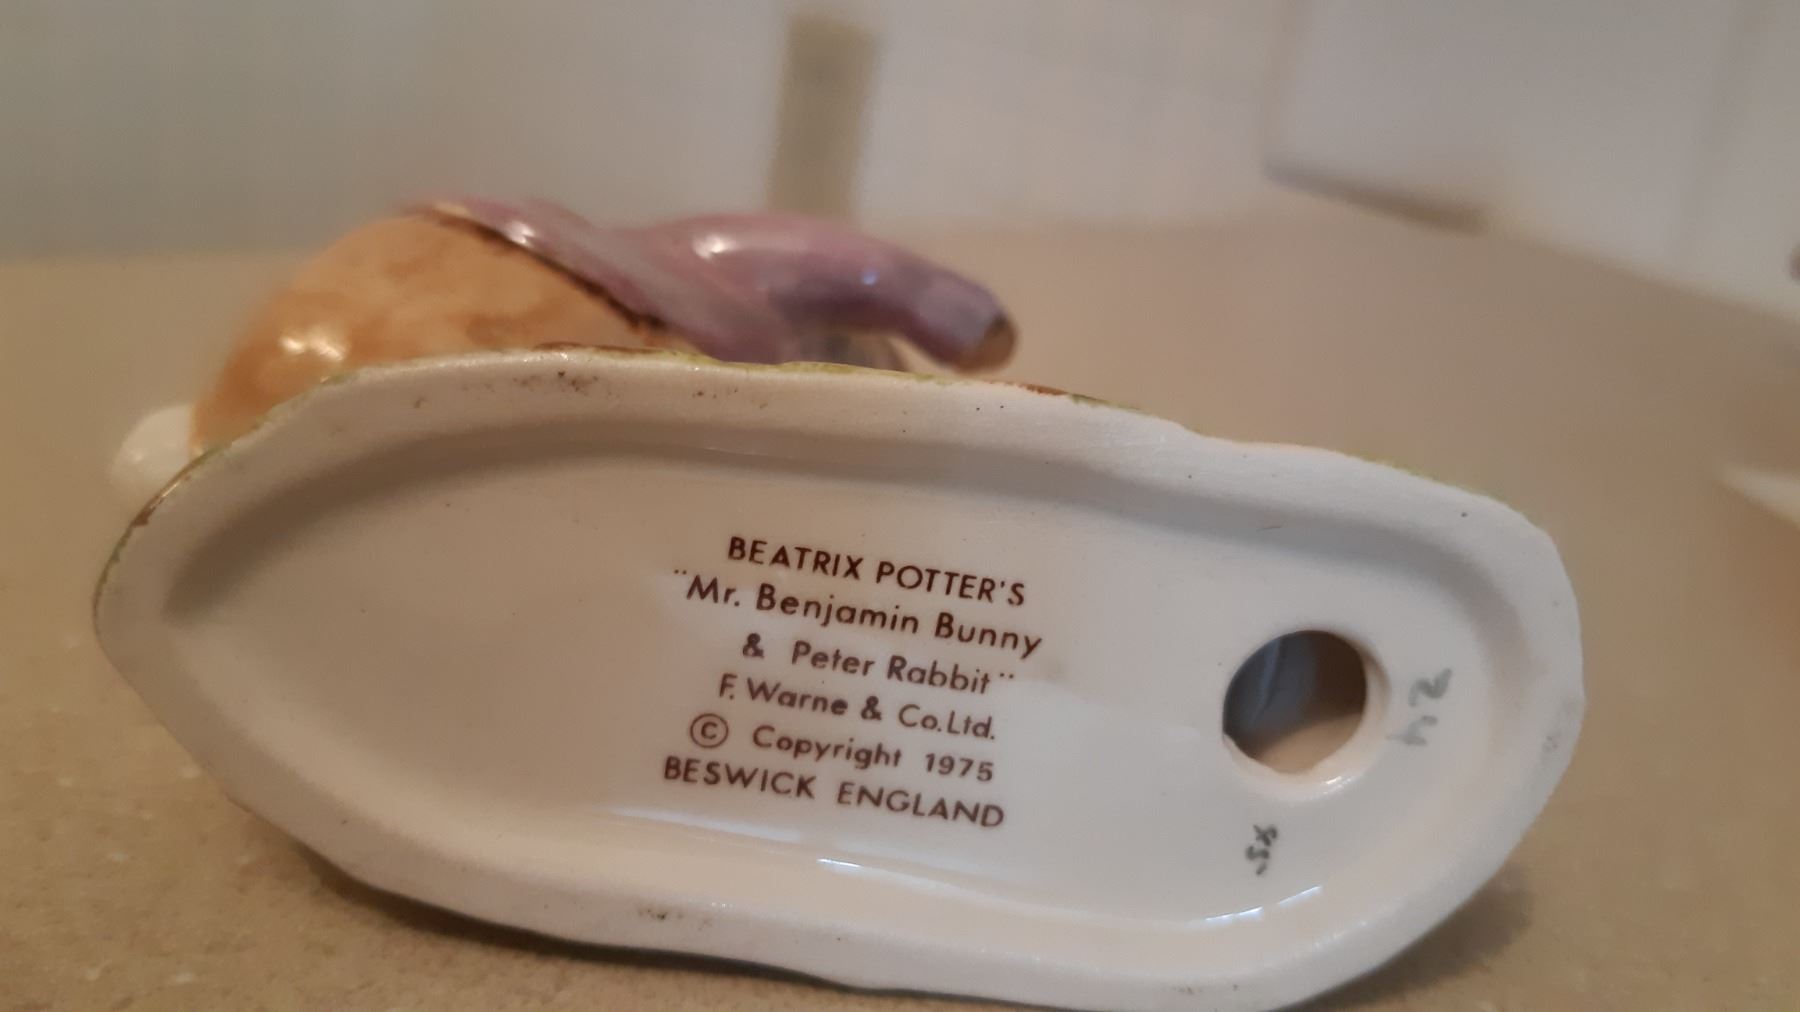 BEATRIX POTTER'S
"Mr. Benjamin Bunny
& Peter Rabbit"
F. Warne & Co.Ltd.
© Copyright 1975
BESWICK ENGLAND